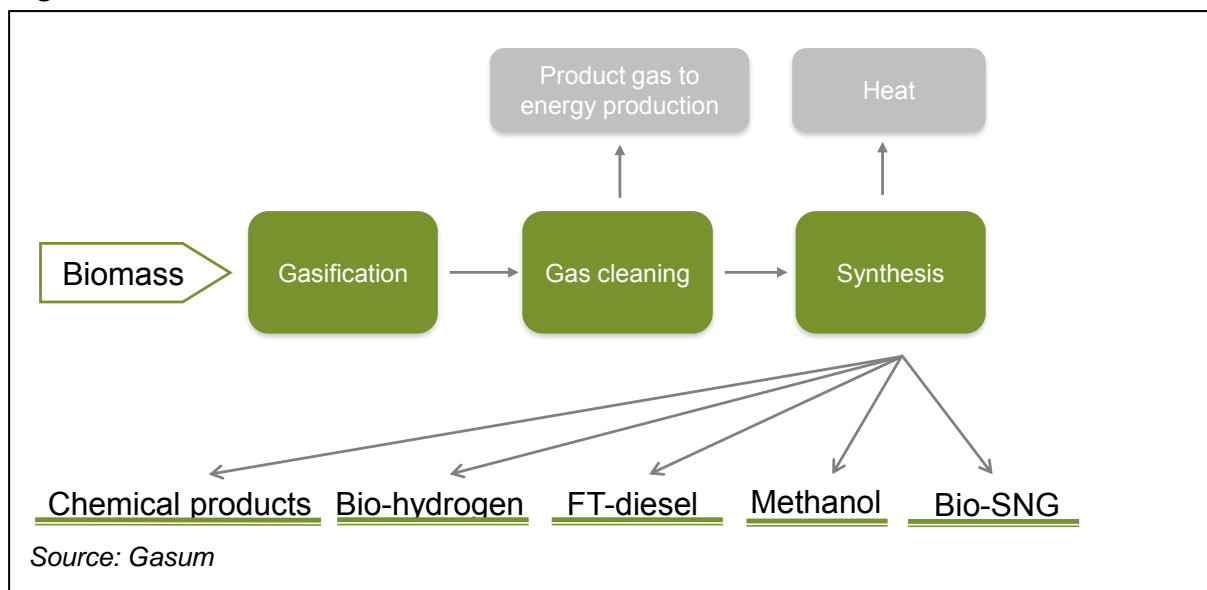 Product gas to
energy production
Heat
Biomass
Gasification
Gas cleaning
Synthesis
Chemical products
Bio-hydrogen
FT-diesel
Methanol
Bio-SNG
Source: Gasum